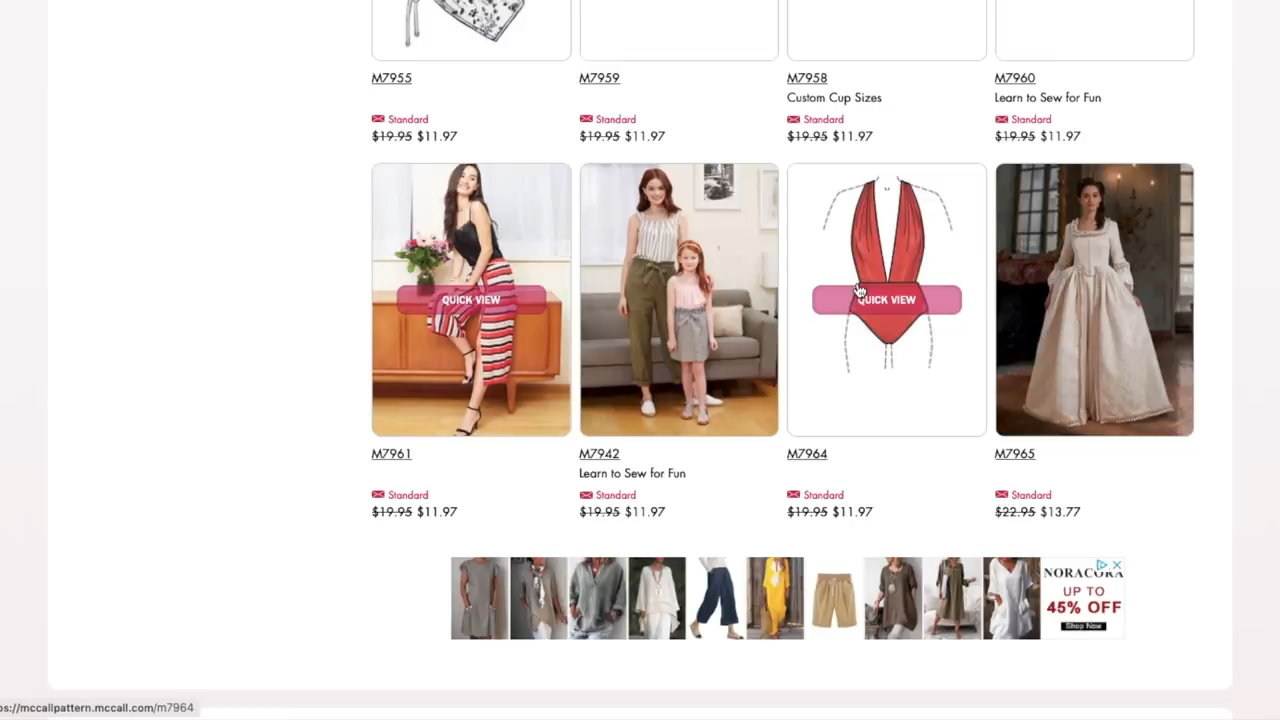 M7955
M7959
M7958
M7960
Custom Cup Sizes
Learn to Sew for Fun
Standard
Standard
Standard
Standard
$19.95 $11.97
$19.95 $11.97
$19.95 $11.97
$19.95 $11.97
QUICK VIEW
QUICK VIEW
M7961
M7942
M7964
M7965
Learn to Sew for Fun
Standard
Standard
Standard
Standard
$19.95 $11.97
$19.95 $11.97
$19.95 $11.97
$22.95 $13.77
NORACORA
UP TO
45% OFF
Shop Now
ps://mccallpattern.mccall.com/m7964